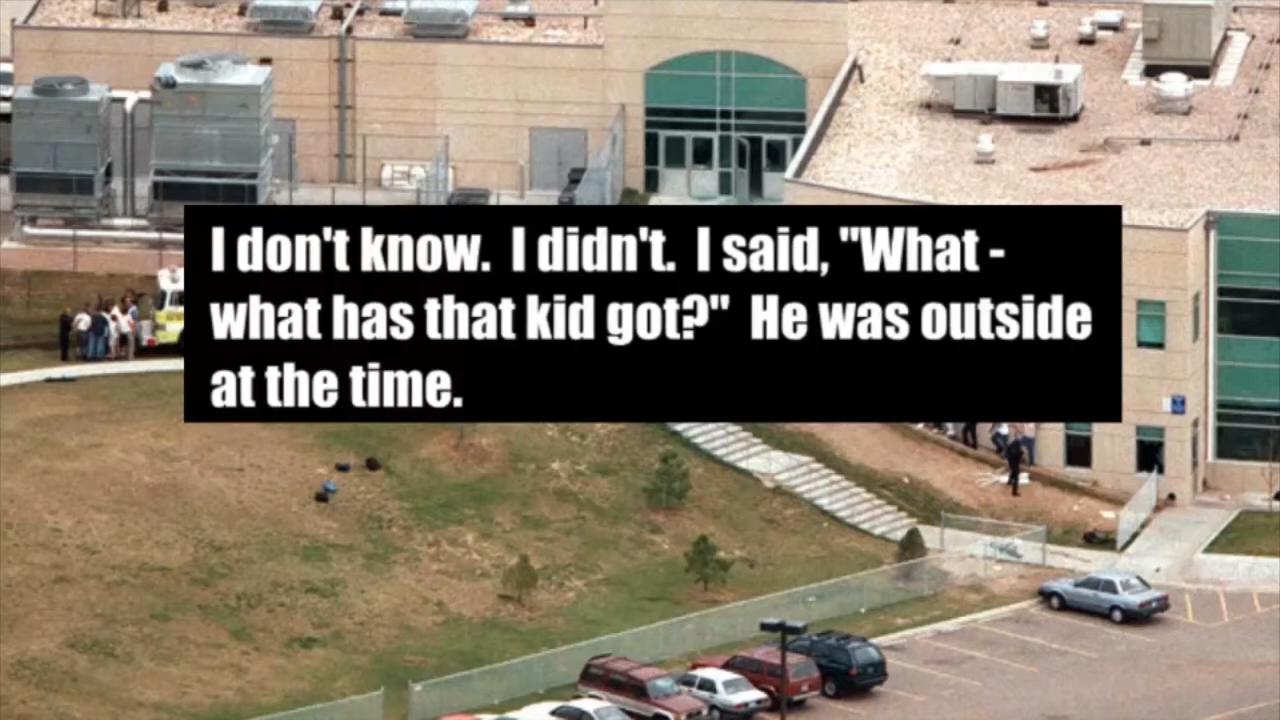 I don't know.  I didn't.  I said, "What -
what has that kid got?"  He was outside
at the time.